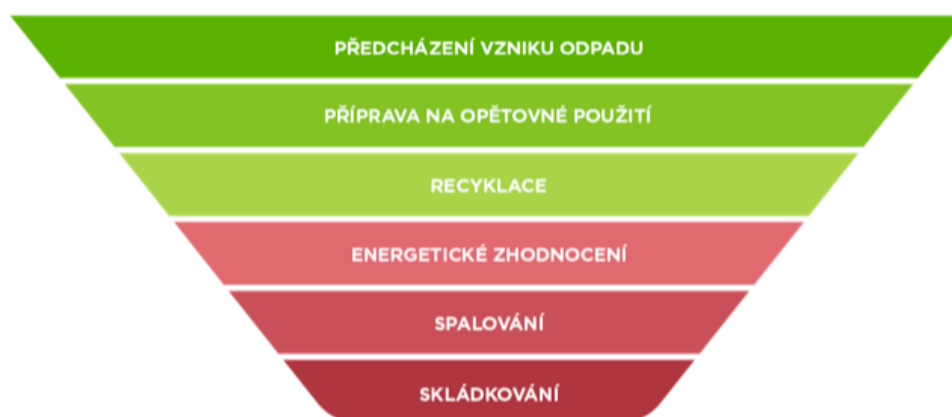 PŘEDCHÁZENÍ VZNIKU ODPADU
PŘÍPRAVA NA OPĚTOVNÉ POUŽITÍ
RECYKLACE
ENERGETICKÉ ZHODNOCENÍ
SPALOVÁNÍ
SKLÁDKOVÁNÍ